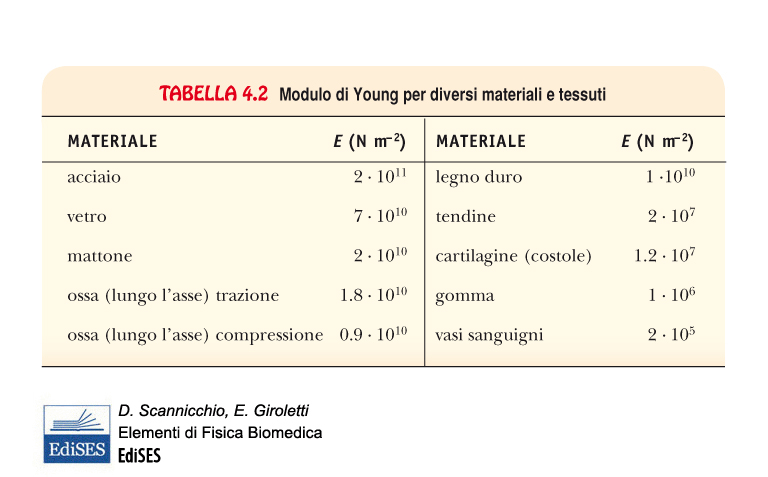 TABELLA 4.2 Modulo di Young per diversi materiali e tessuti
MATERIALE E (N m⁻²) MATERIALE E (N m⁻²)
acciaio 2 · 10¹¹ legno duro 1 ·10¹⁰
vetro 7 · 10¹⁰ tendine 2 · 10⁷
mattone 2 · 10¹⁰ cartilagine (costole) 1.2 · 10⁷
ossa (lungo l’asse) trazione 1.8 · 10¹⁰ gomma 1 · 10⁶
ossa (lungo l’asse) compressione 0.9 · 10¹⁰ vasi sanguigni 2 · 10⁵
D. Scannicchio, E. Giroletti
Elementi di Fisica Biomedica
EdiSES
EdiSES